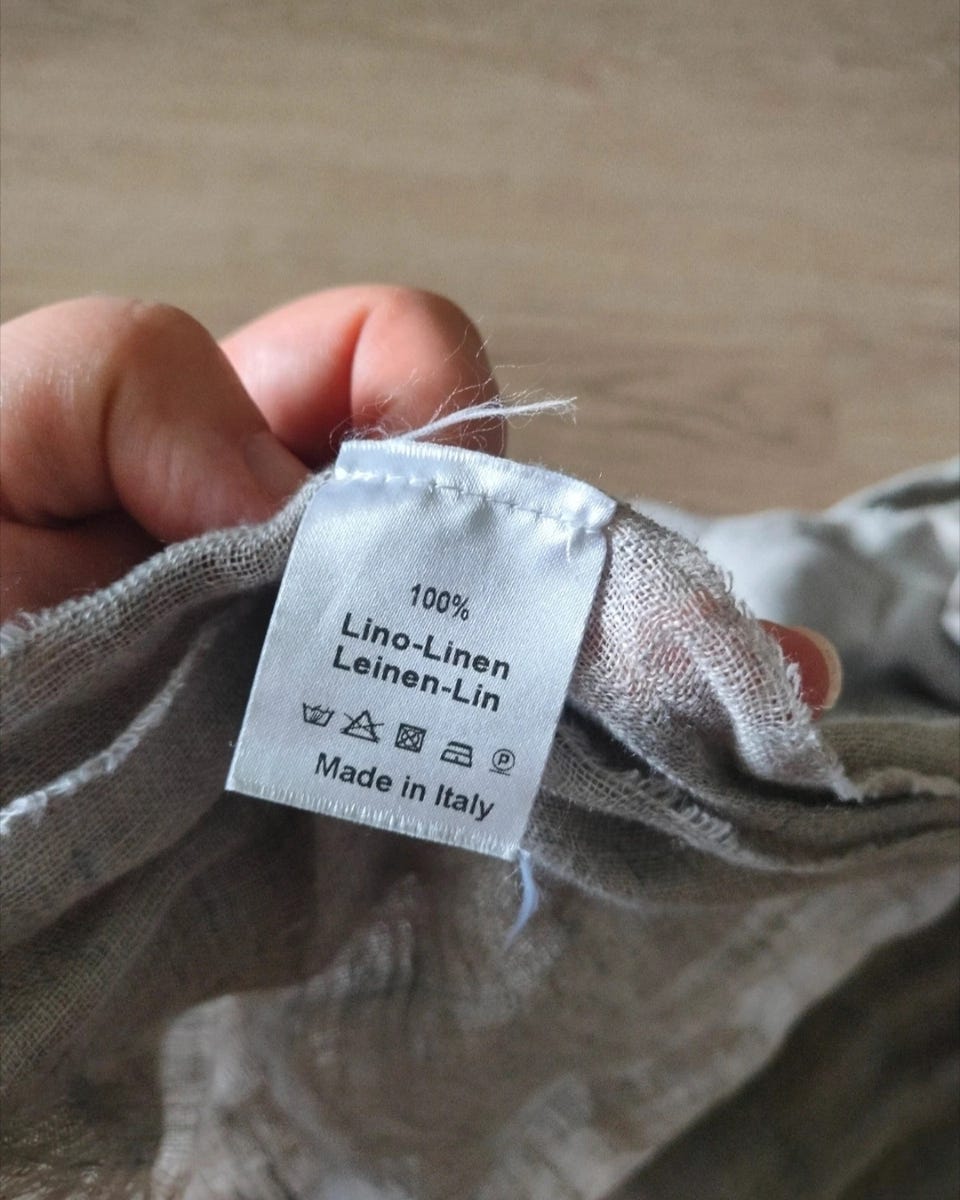 100%
Lino-Linen
Leinen-Lin
P
Made in Italy